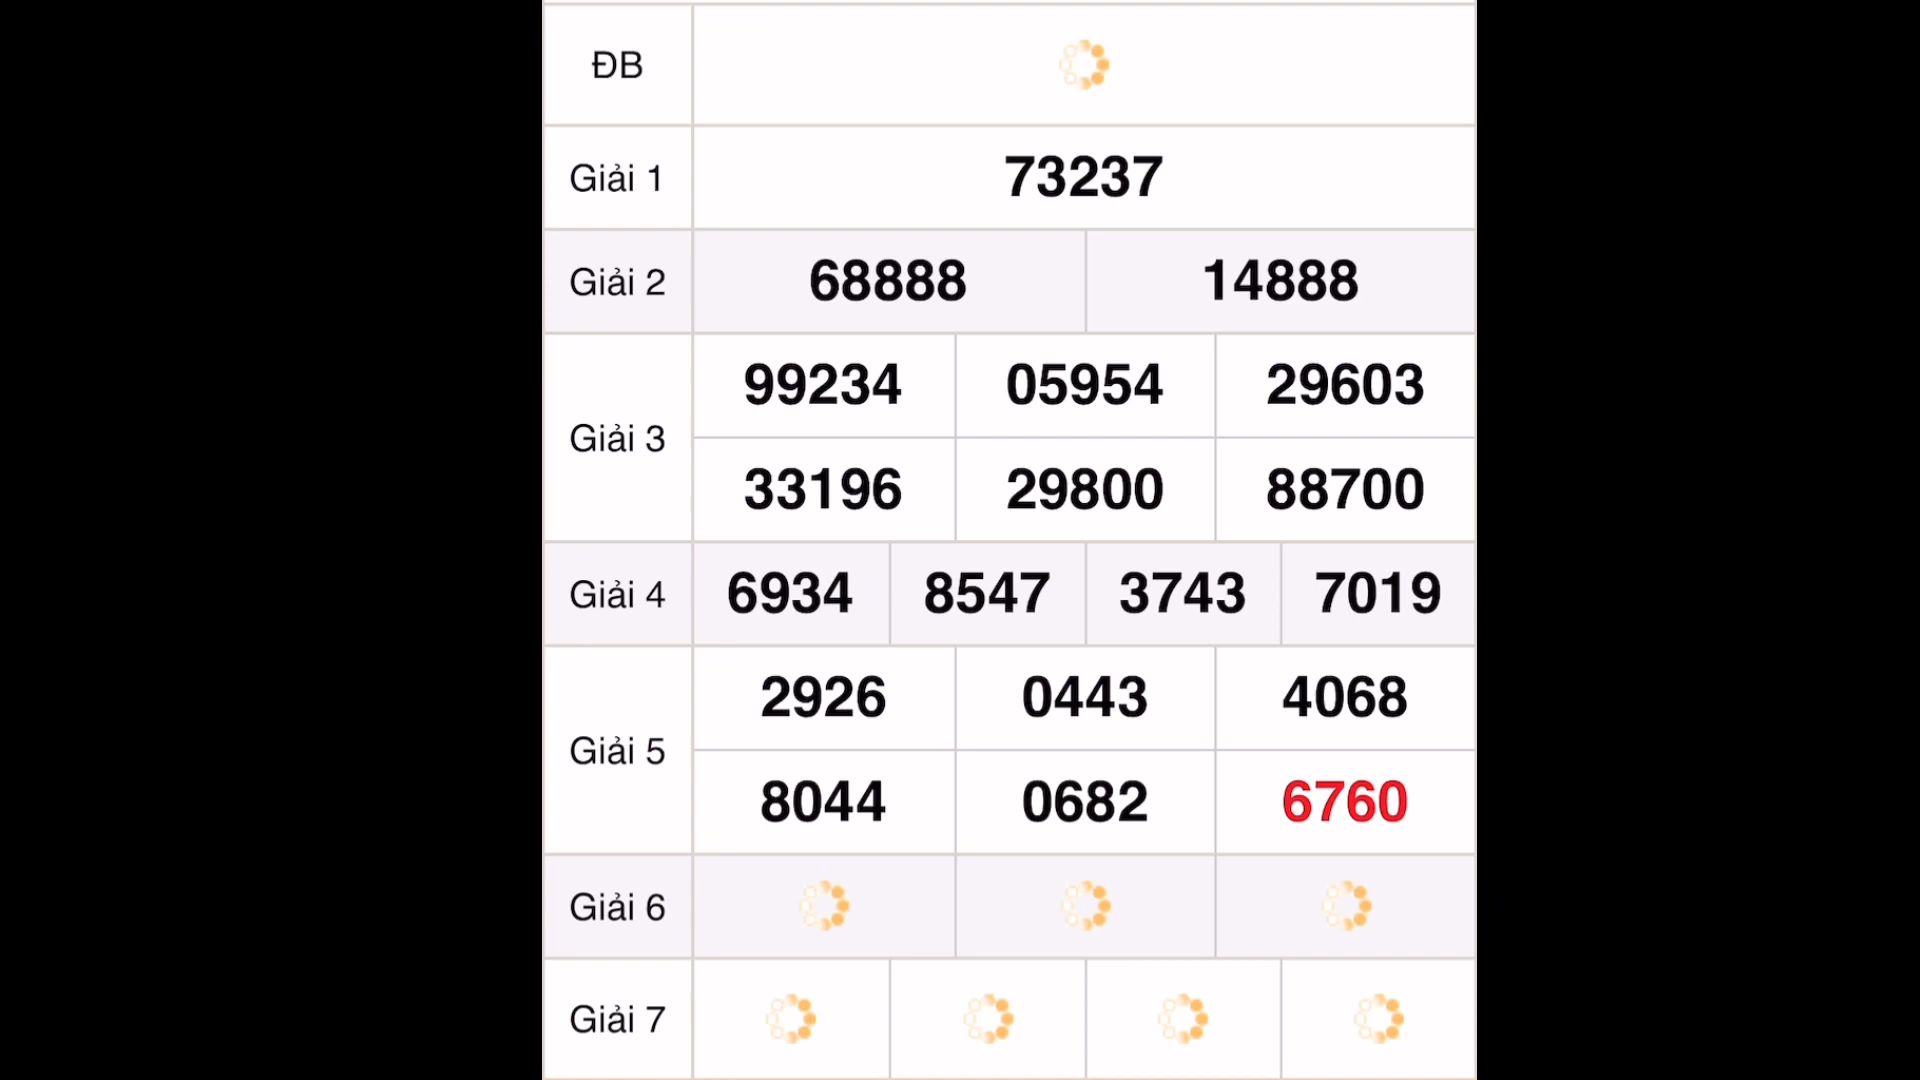 ĐB
Giải 1
73237
Giải 2
68888 14888
Giải 3
99234 05954 29603
33196 29800 88700
Giải 4
6934 8547 3743 7019
Giải 5
2926 0443 4068
8044 0682 6760
Giải 6
Giải 7